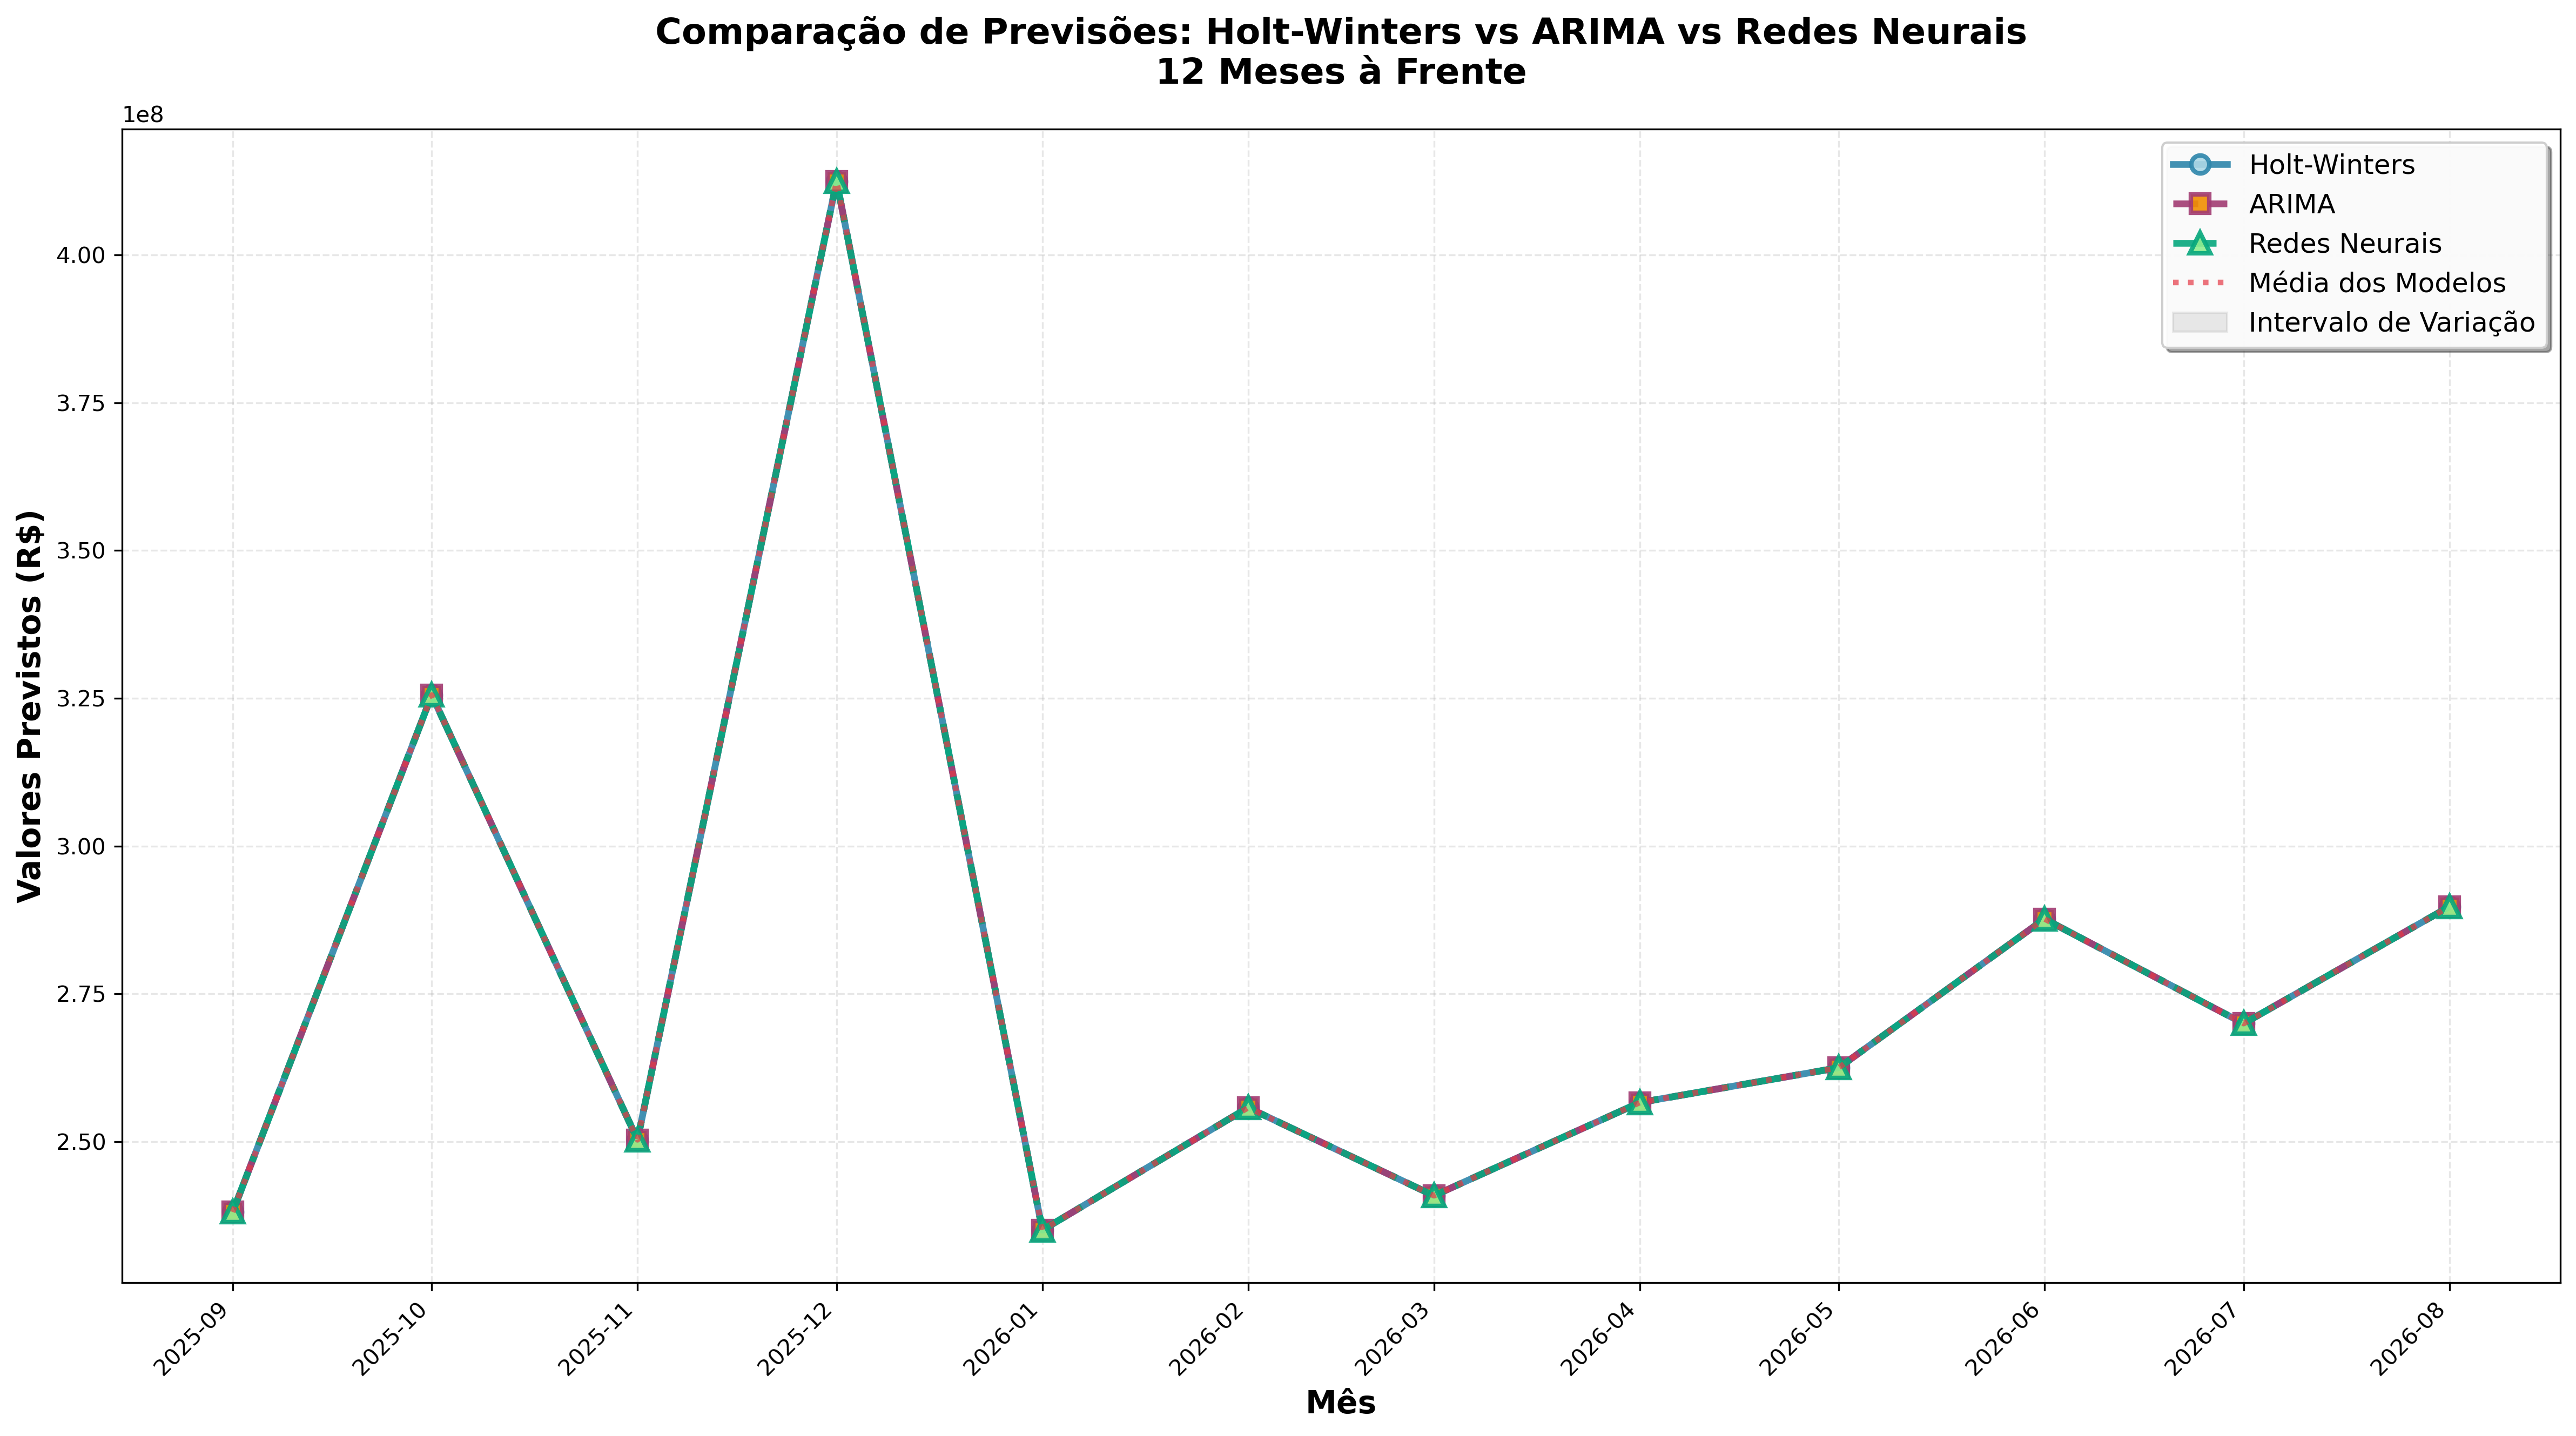 Comparação de Previsões: Holt-Winters vs ARIMA vs Redes Neurais
12 Meses à Frente
1e8
Holt-Winters
ARIMA
Redes Neurais
Média dos Modelos
Intervalo de Variação
Valores Previstos (R$)
4.00
3.75
3.50
3.25
3.00
2.75
2.50
2025-09
2025-10
2025-11
2025-12
2026-01
2026-02
2026-03
2026-04
2026-05
2026-06
2026-07
2026-08
Mês